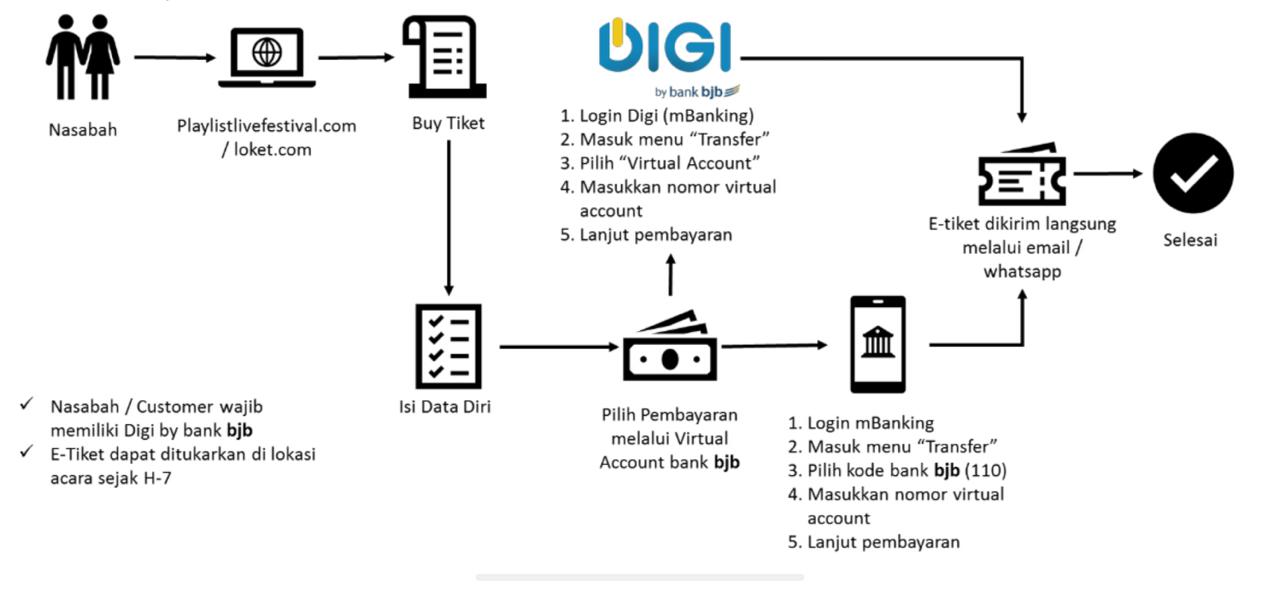 Nasabah
Playlistlivefestival.com
/ loket.com
Buy Tiket
DIGI
by bank bjb
1. Login Digi (mBanking)
2. Masuk menu “Transfer”
3. Pilih “Virtual Account”
4. Masukkan nomor virtual
account
5. Lanjut pembayaran
E-tiket dikirim langsung
melalui email /
whatsapp
Selesai
Isi Data Diri
Pilih Pembayaran
melalui Virtual
Account bank bjb
1. Login mBanking
2. Masuk menu “Transfer”
3. Pilih kode bank bjb (110)
4. Masukkan nomor virtual
account
5. Lanjut pembayaran
✓ Nasabah / Customer wajib
memiliki Digi by bank bjb
✓ E-Tiket dapat ditukarkan di lokasi
acara sejak H-7